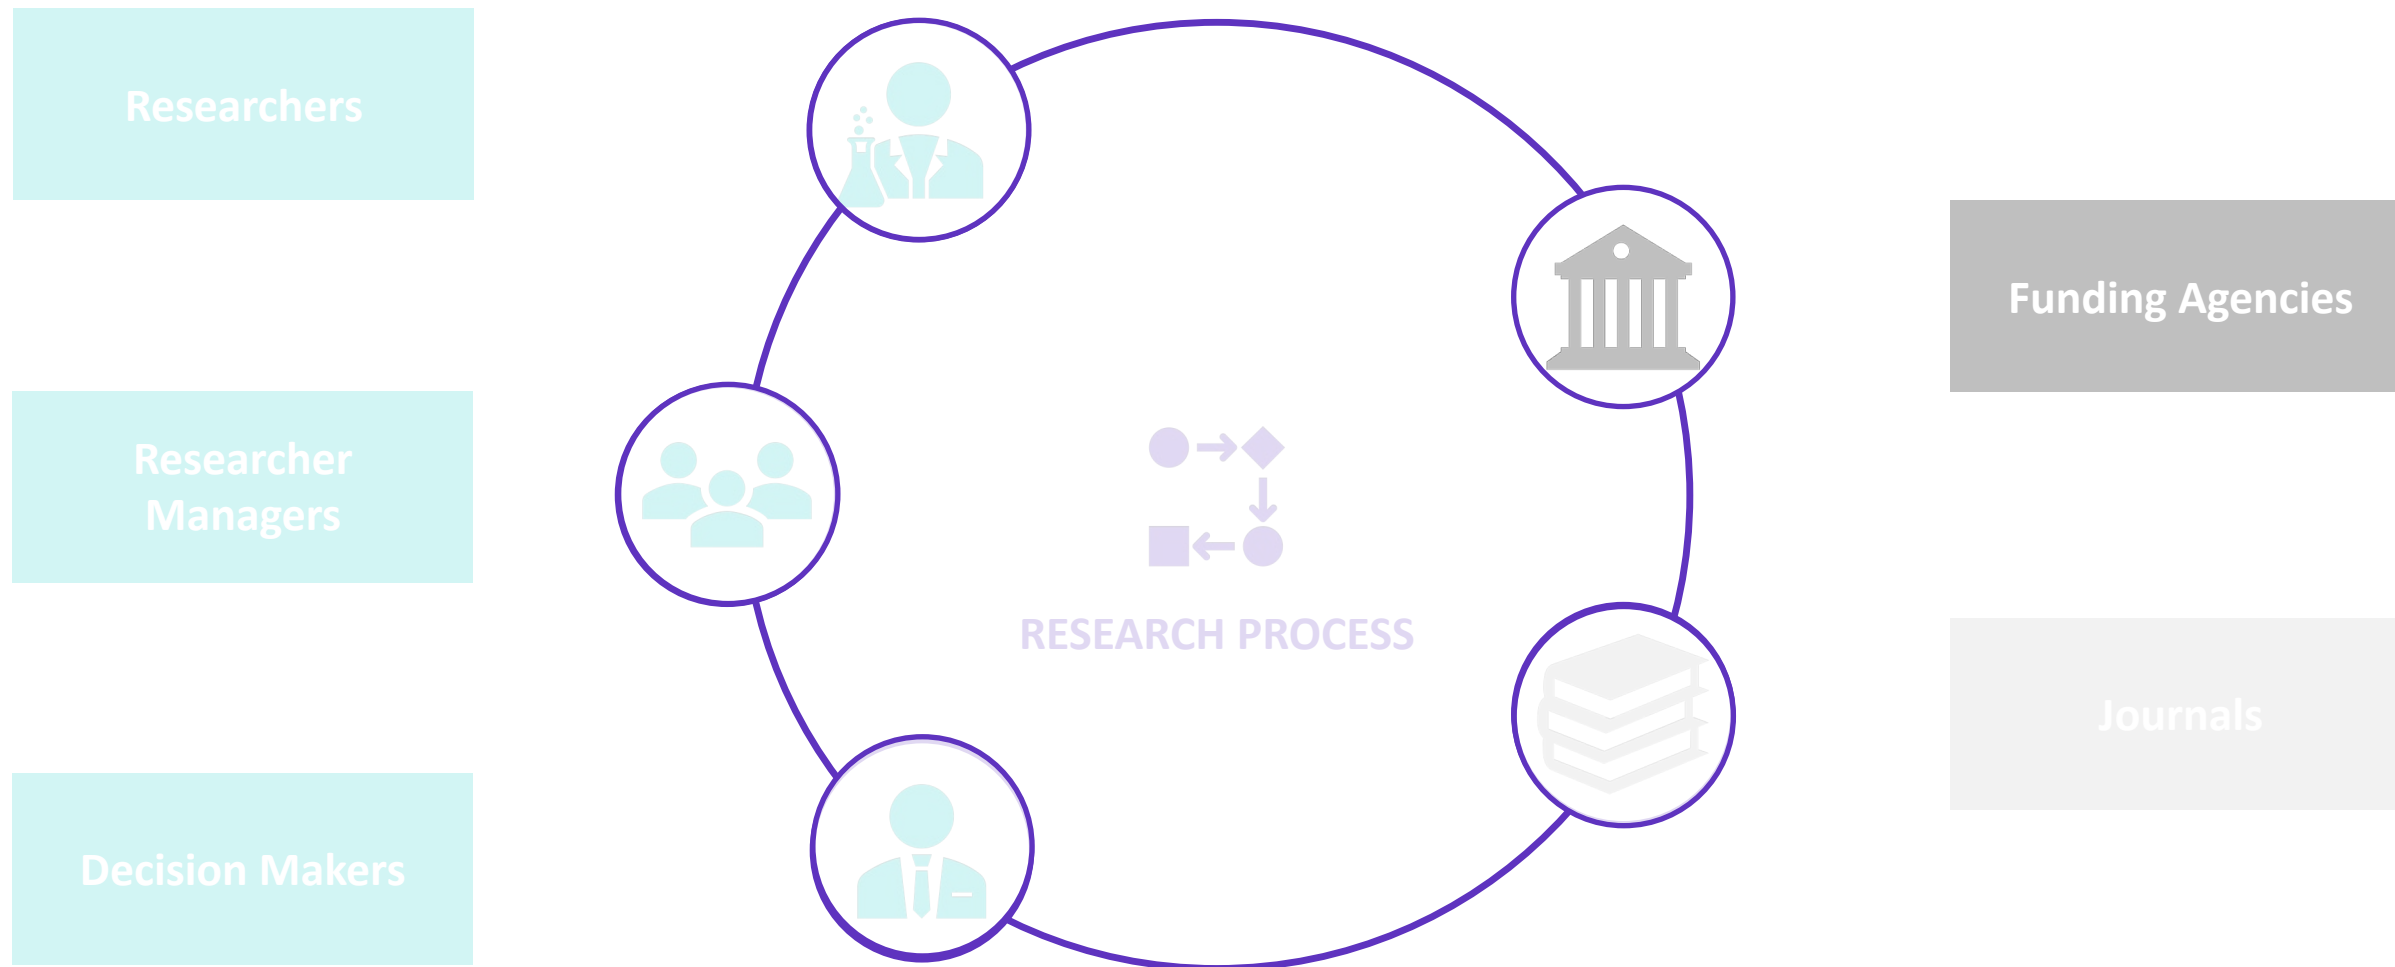 Researchers
Funding Agencies
Researcher
Managers
RESEARCH PROCESS
Journals
Decision Makers